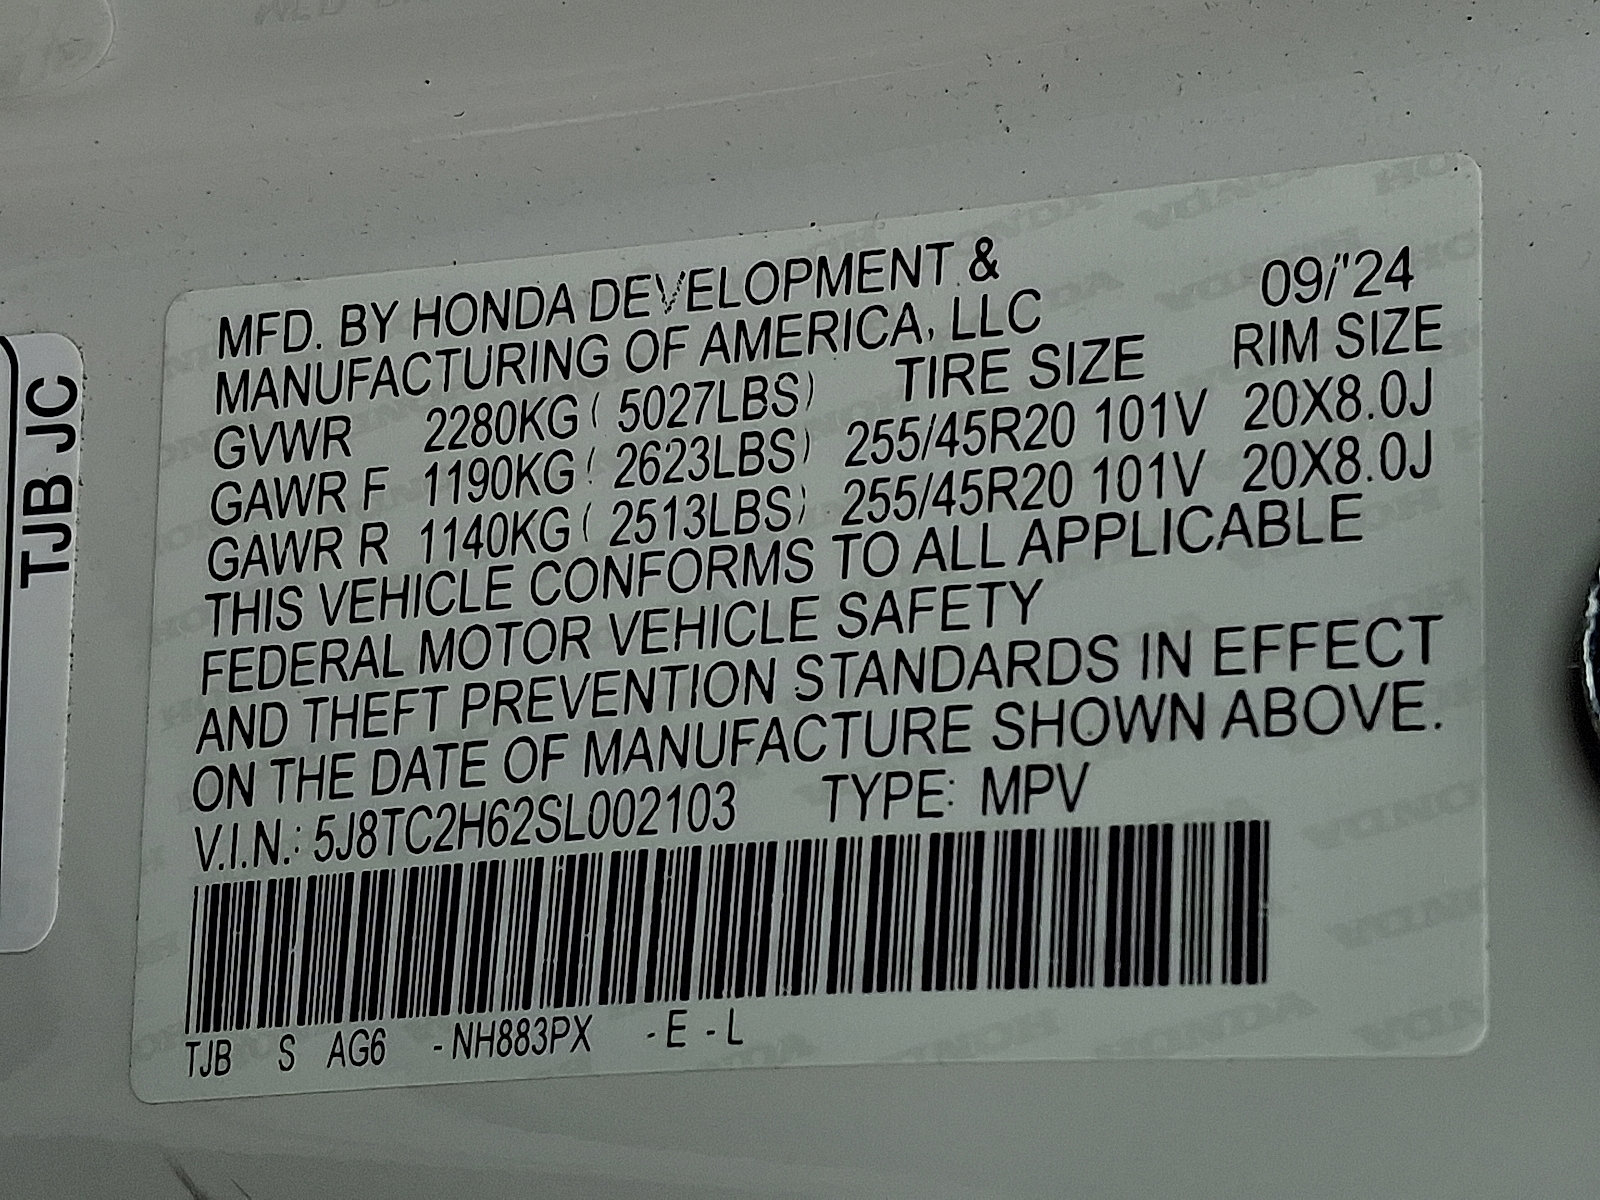 MFD. BY HONDA DEVELOPMENT &
MANUFACTURING OF AMERICA, LLC 09/'24
GVWR 2280KG ( 5027LBS) TIRE SIZE RIM SIZE
GAWR F 1190KG ( 2623LBS) 255/45R20 101V 20X8.0J
GAWR R 1140KG ( 2513LBS) 255/45R20 101V 20X8.0J
THIS VEHICLE CONFORMS TO ALL APPLICABLE
FEDERAL MOTOR VEHICLE SAFETY
AND THEFT PREVENTION STANDARDS IN EFFECT
ON THE DATE OF MANUFACTURE SHOWN ABOVE.
V.I.N.: 5J8TC2H62SL002103 TYPE: MPV
TJB S AG6 -NH883PX -E -L
TJB JC